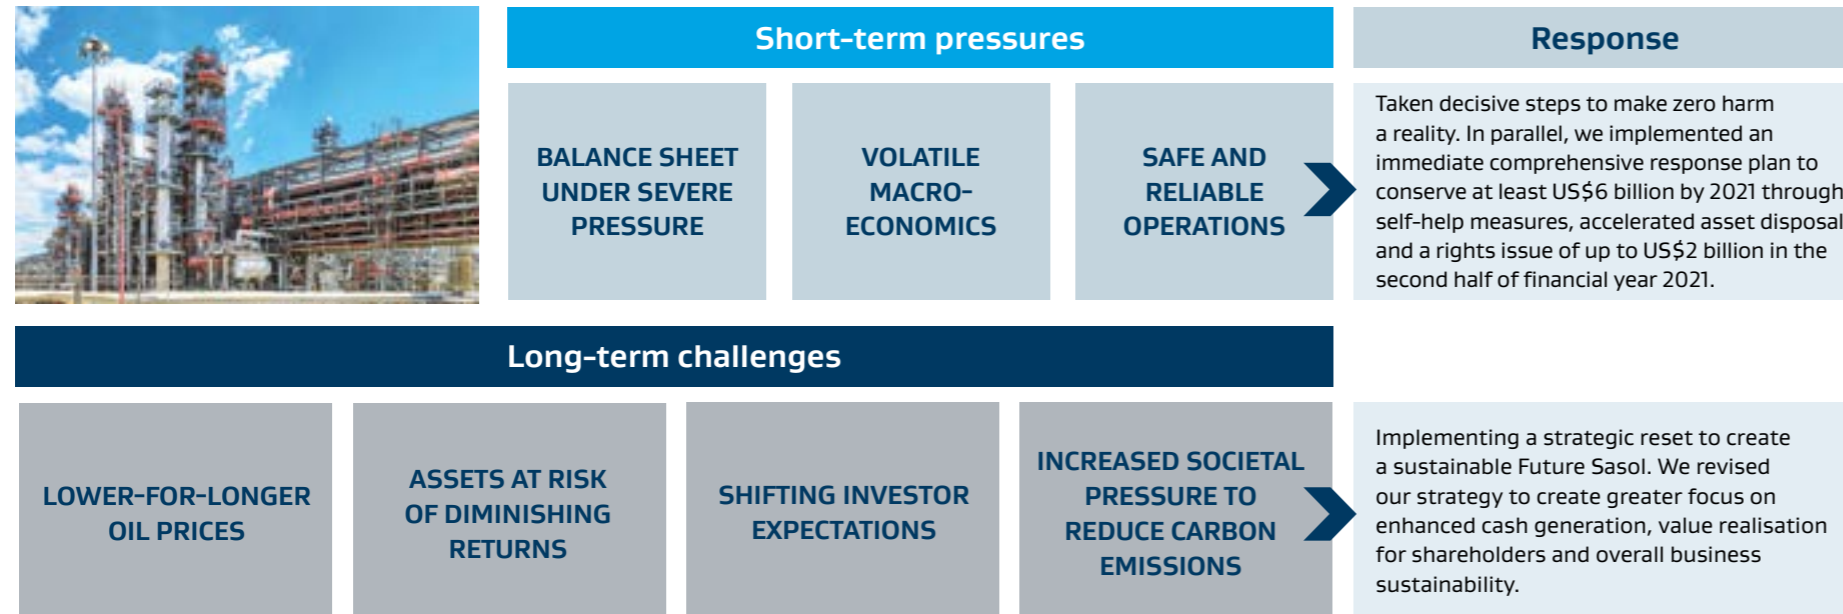 Short-term pressures
Response
BALANCE SHEET
UNDER SEVERE
PRESSURE
VOLATILE
MACRO-
ECONOMICS
SAFE AND
RELIABLE
OPERATIONS
Taken decisive steps to make zero harm
a reality. In parallel, we implemented an
immediate comprehensive response plan to
conserve at least US$6 billion by 2021 through
self-help measures, accelerated asset disposal
and a rights issue of up to US$2 billion in the
second half of financial year 2021.
Long-term challenges
LOWER-FOR-LONGER
OIL PRICES
ASSETS AT RISK
OF DIMINISHING
RETURNS
SHIFTING INVESTOR
EXPECTATIONS
INCREASED SOCIETAL
PRESSURE TO
REDUCE CARBON
EMISSIONS
Implementing a strategic reset to create
a sustainable Future Sasol. We revised
our strategy to create greater focus on
enhanced cash generation, value realisation
for shareholders and overall business
sustainability.